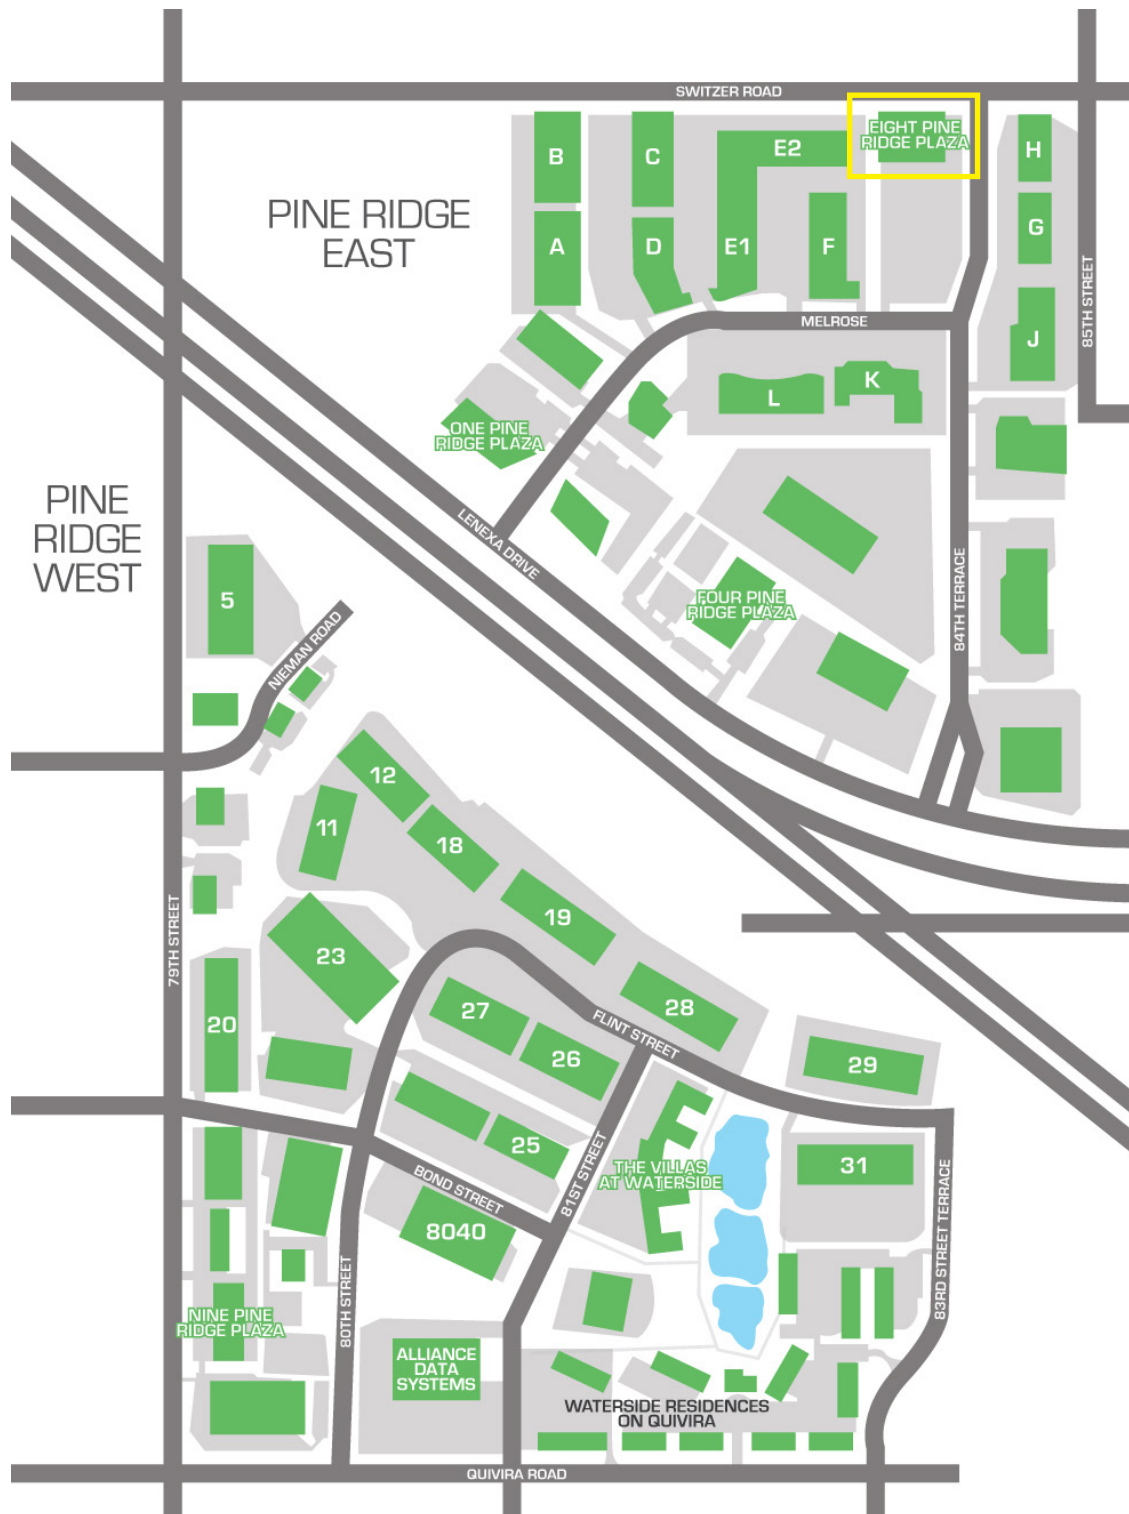 SWITZER ROAD
EIGHT PINE
RIDGE PLAZA
B
C
E2
H
A
D
E1
F
G
PINE RIDGE
EAST
85TH STREET
MELROSE
J
L
K
ONE PINE
RIDGE PLAZA
PINE
RIDGE
WEST
LENEXA DRIVE
FOUR PINE
RIDGE PLAZA
84TH TERRACE
5
NIEMAN ROAD
12
11
18
19
23
79TH STREET
20
27
26
28
FLINT STREET
29
25
BOND STREET
81ST STREET
THE VILLAS
AT WATERSIDE
31
8040
83RD STREET TERRACE
80TH STREET
NINE PINE
RIDGE PLAZA
ALLIANCE
DATA
SYSTEMS
WATERSIDE RESIDENCES
ON QUIVIRA
QUIVIRA ROAD